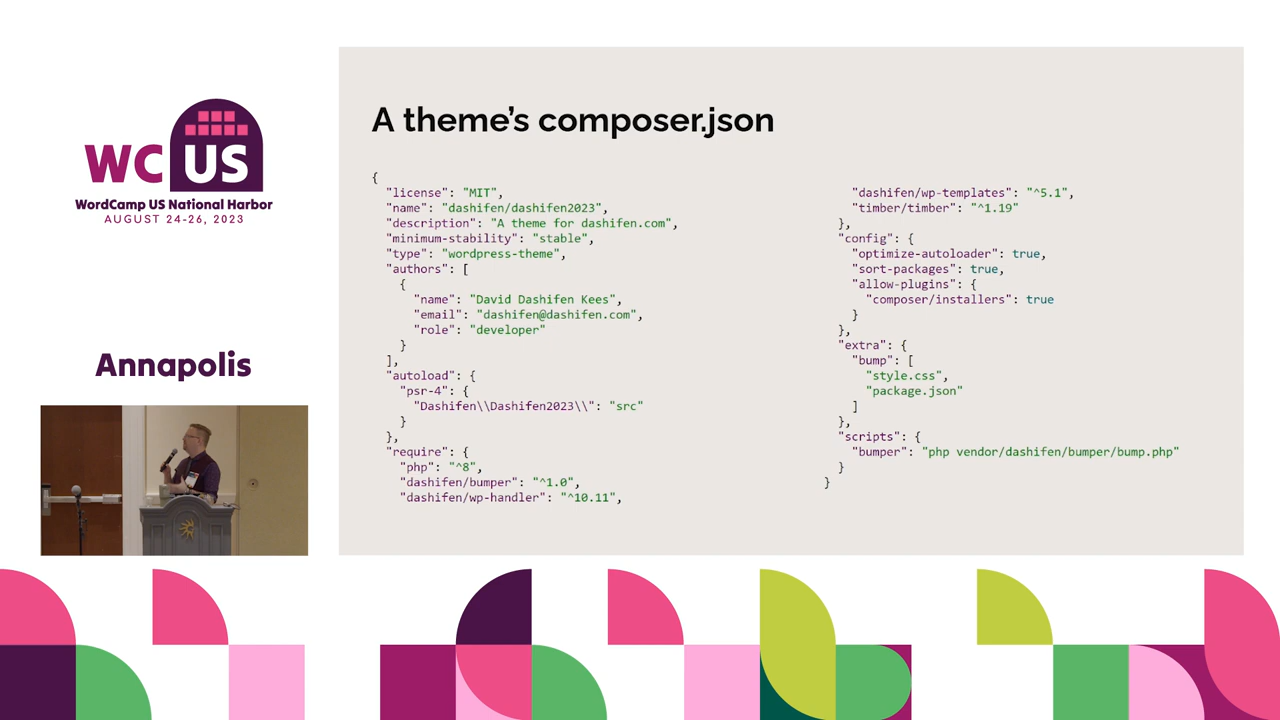 WC US
WordCamp US National Harbor
AUGUST 24-26, 2023
Annapolis
A theme’s composer.json
{
"license": "MIT",
"name": "dashifen/dashifen2023",
"description": "A theme for dashifen.com",
"minimum-stability": "stable",
"type": "wordpress-theme",
"authors": [
{
"name": "David Dashifen Kees",
"email": "dashifen@dashifen.com",
"role": "developer"
}
],
"autoload": {
"psr-4": {
"Dashifen\\Dashifen2023\\": "src"
}
},
"require": {
"php": "^8",
"dashifen/bumper": "^1.0",
"dashifen/wp-handler": "^10.11",
"dashifen/wp-templates": "^5.1",
"timber/timber": "^1.19"
},
"config": {
"optimize-autoloader": true,
"sort-packages": true,
"allow-plugins": {
"composer/installers": true
}
},
"extra": {
"bump": [
"style.css",
"package.json"
]
},
"scripts": {
"bumper": "php vendor/dashifen/bumper/bump.php"
}
}